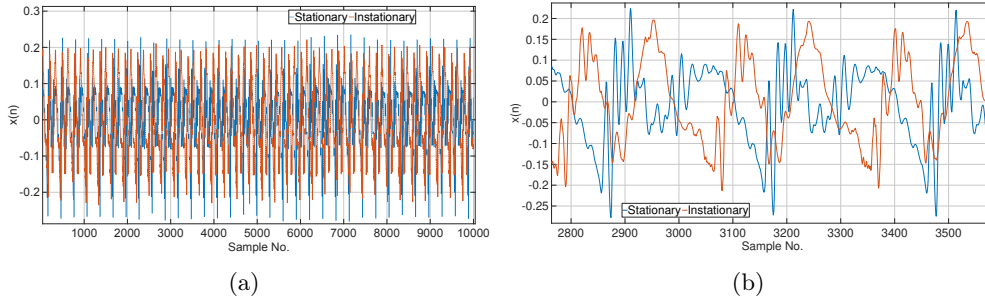 0.3
0.2
0.1
0
-0.1
-0.2
x(n)
Stationary Instationary
1000 2000 3000 4000 5000 6000 7000 8000 9000 10000
Sample No.
(a)
0.2
0.15
0.1
0.05
0
-0.05
-0.1
-0.15
-0.2
-0.25
x(n)
Stationary Instationary
2800 2900 3000 3100 3200 3300 3400 3500
Sample No.
(b)